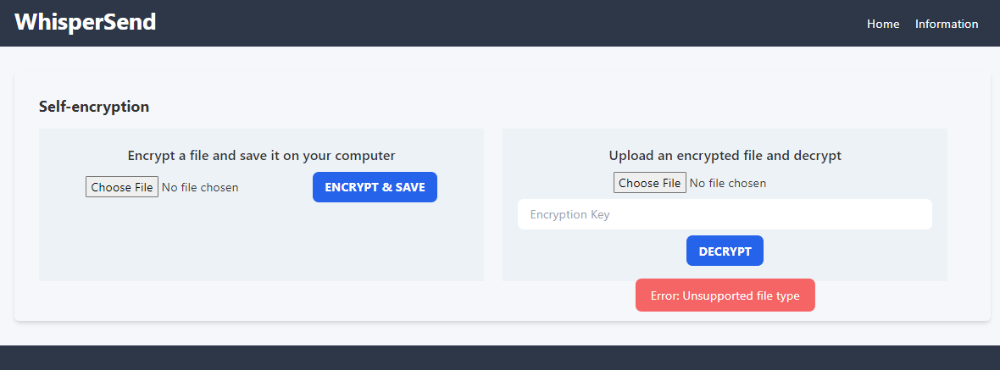 WhisperSend
Home Information
Self-encryption
Encrypt a file and save it on your computer
Choose File No file chosen
ENCRYPT & SAVE
Upload an encrypted file and decrypt
Choose File No file chosen
Encryption Key
DECRYPT
Error: Unsupported file type